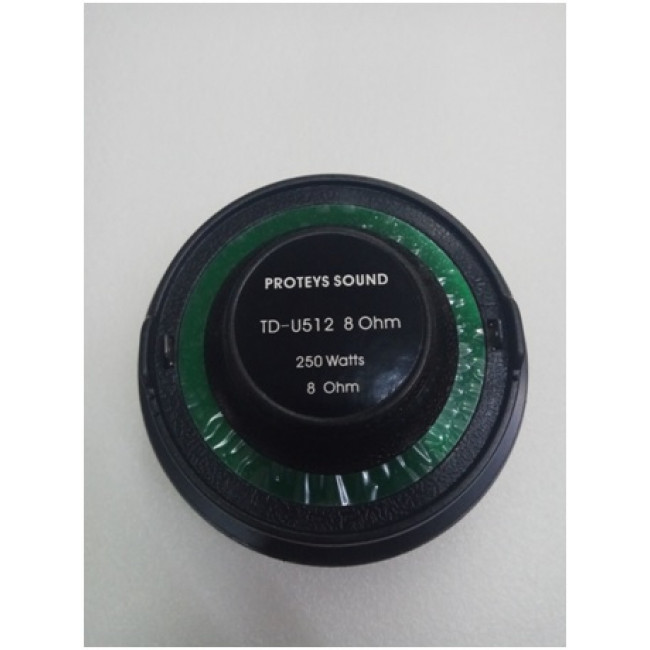 PROTEYS SOUND
TD-U512 8 Ohm
250 Watts
8 Ohm